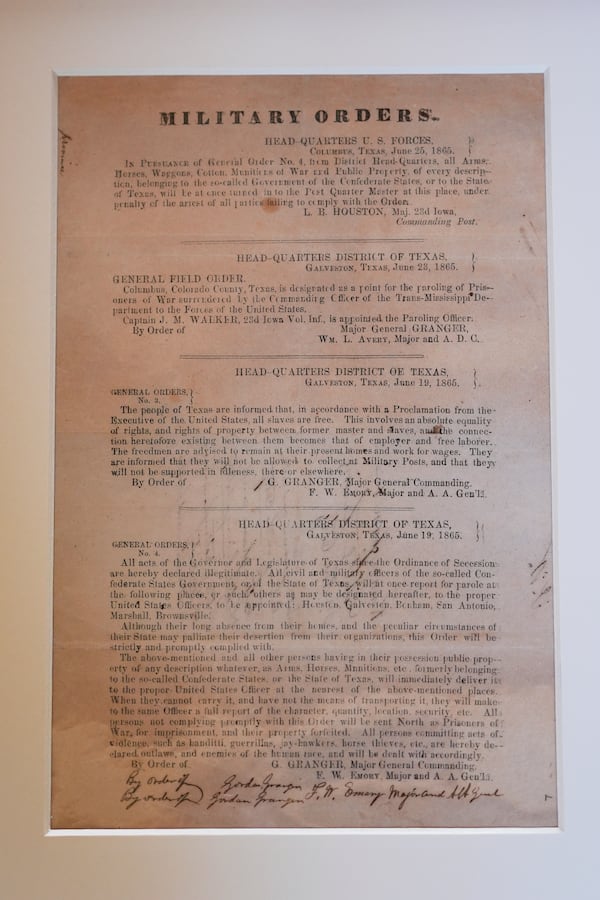 MILITARY ORDERS.
HEAD-QUARTERS U. S. FORCES,
COLUMBUS, TEXAS, June 25, 1865.
IN PURSUANCE of General Order No. 4, from District Head-Quarters, all Arms,
Horses, Waggons, Cotton, Munitions of War and Public Property, of every descrip-
tion, belonging to the so-called Government of the Confederate States, or to the State
of Texas, will be at once turned in to the Post Quarter Master at this place, under
penalty of the arrest of all parties failing to comply with the Order.
L. B. HOUSTON, Maj. 23d Iowa,
Commanding Post.
HEAD-QUARTERS DISTRICT OF TEXAS,
GALVESTON, TEXAS, June 23, 1865.
GENERAL FIELD ORDER.
Columbus, Colorado County, Texas, is designated as a point for the paroling of Pris-
oners of War surrendered by the Commanding Officer of the Trans-Mississippi De-
partment to the Forces of the United States.
Captain J. M. WALKER, 23d Iowa Vol. Inf., is appointed the Paroling Officer.
By Order of Major General GRANGER,
WM. L. AVERY, Major and A. D. C.
HEAD-QUARTERS DISTRICT OF TEXAS,
GALVESTON, TEXAS, June 19, 1865.
GENERAL ORDERS,
No. 3.
The people of Texas are informed that, in accordance with a Proclamation from the
Executive of the United States, all slaves are free. This involves an absolute equality
of rights, and rights of property between former master and slaves, and the connec-
tion heretofore existing between them becomes that of employer and free laborer.
The freedmen are advised to remain at their present homes and work for wages. They
are informed that they will not be allowed to collect at Military Posts, and that they
will not be supported in idleness, there or elsewhere.
By Order of G. GRANGER, Major General Commanding.
F. W. EMORY, Major and A. A. Gen'l.
HEAD-QUARTERS DISTRICT OF TEXAS,
GALVESTON, TEXAS, June 19, 1865.
GENERAL ORDERS,
No. 4.
All acts of the Governor and Legislature of Texas since the Ordinance of Secession
are hereby declared illegitimate. All civil and military officers of the so-called Con-
federate States Government, or of the State of Texas, will at once report for parole at
the following places, or such others as may be designated hereafter, to the proper
United States Officers, to be appointed: Houston, Galveston, Bonham, San Antonio,
Marshall, Brownsville.
Although their long absence from their homes, and the peculiar circumstances of
their State may palliate their desertion from their organizations, this Order will be
strictly and promptly complied with.
The above-mentioned and all other persons having in their possession public prop-
erty of any description whatever, as Arms, Horses, Munitions, etc. formerly belonging
to the so-called Confederate States, or the State of Texas, will immediately deliver it
to the proper United States Officer at the nearest of the above-mentioned places.
When they cannot carry it, and have not the means of transporting it, they will make
to the same Officer a full report of the character, quantity, location, security, etc. All
persons not complying promptly with this Order will be sent North as Prisoners of
War, for imprisonment, and their property forfeited. All persons committing acts of
violence, such as banditti, guerrillas, jay-hawkers, horse thieves, etc., are hereby de-
clared outlaws, and enemies of the human race, and will be dealt with accordingly.
By Order of G. GRANGER, Major General Commanding.
F. W. EMORY, Major and A. A. Gen'l.
By order of Gordon Granger
By order of Gordon Granger F. W. Emory Major and AA Genl